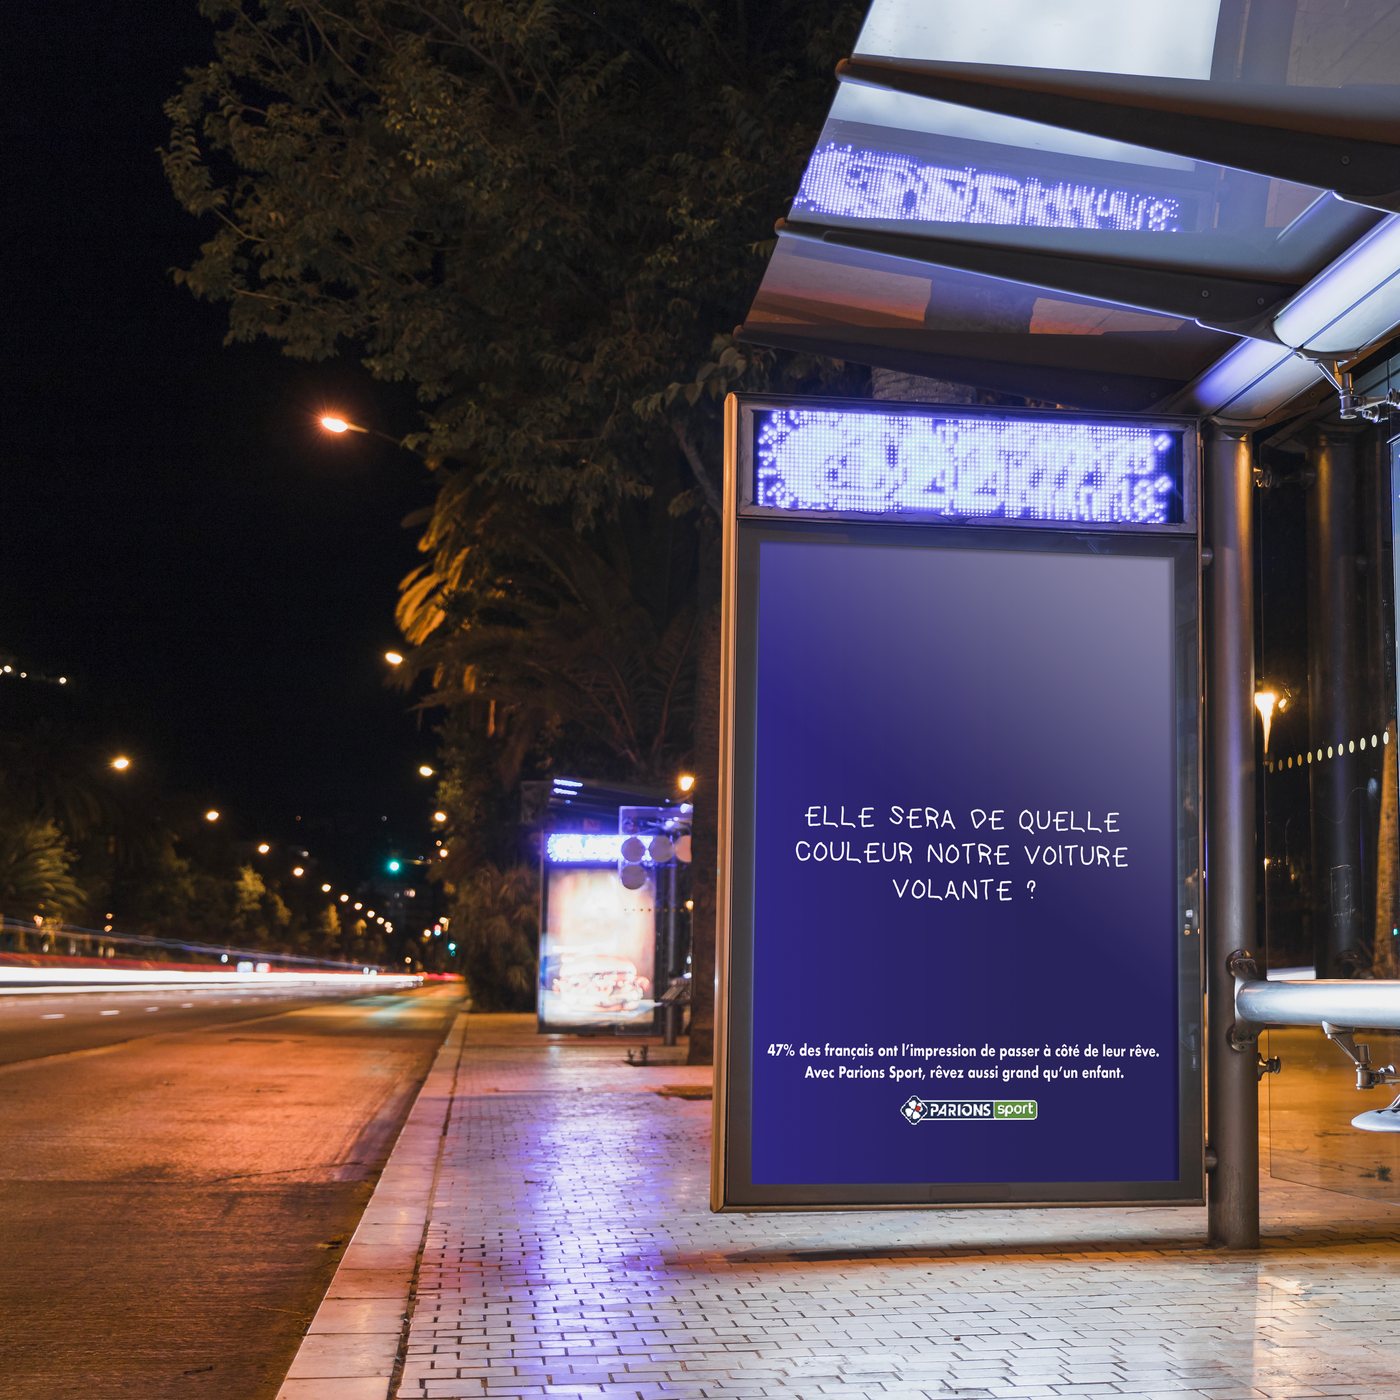 ELLE SERA DE QUELLE
COULEUR NOTRE VOITURE
VOLANTE ?
47% des français ont l'impression de passer à côté de leur rêve.
Avec Parions Sport, rêvez aussi grand qu'un enfant.
PARIONS sport